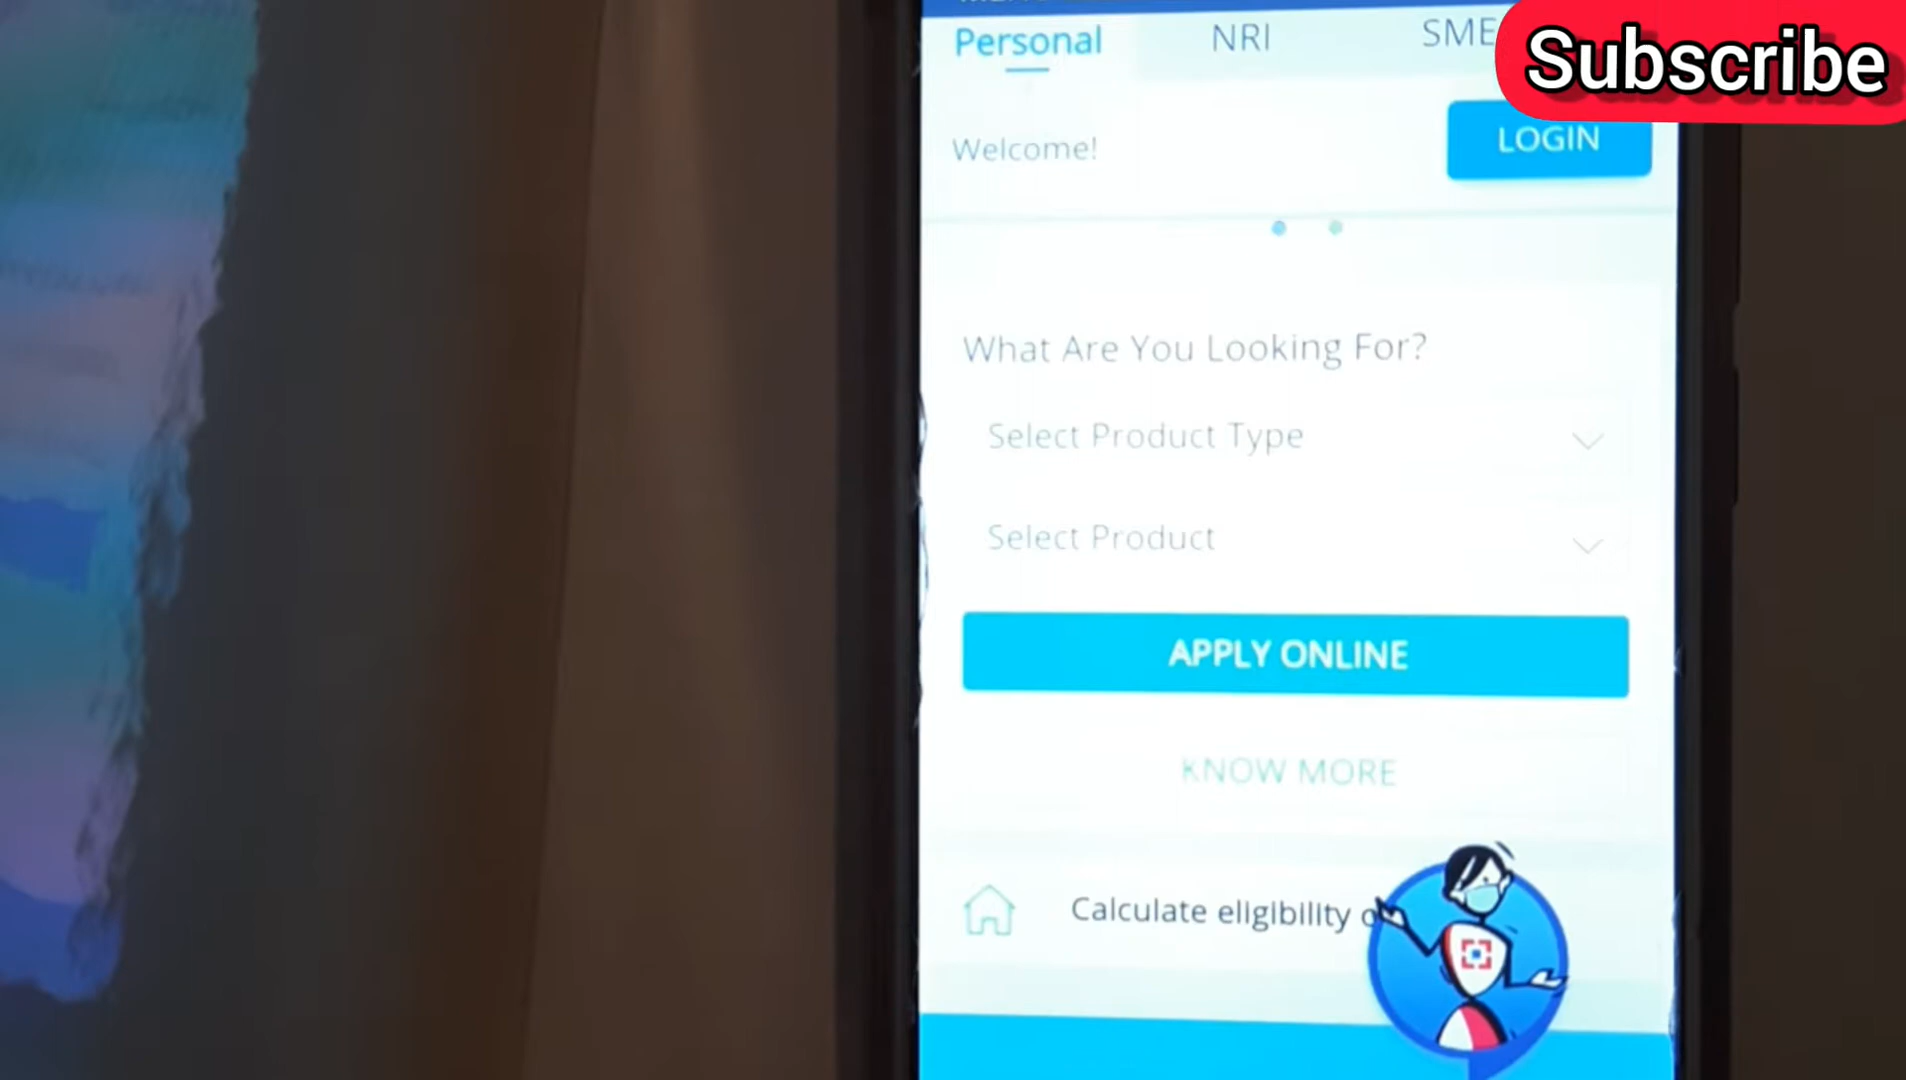 Personal NRI SME
Subscribe
Welcome!
LOGIN
What Are You Looking For?
Select Product Type
Select Product
APPLY ONLINE
KNOW MORE
Calculate eligibility